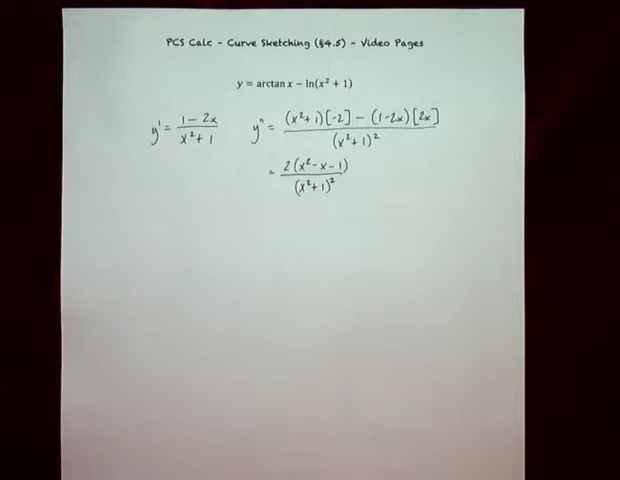 PCS Calc - Curve Sketching (§4.5) - Video Pages
y = arctan x − ln(x² + 1)
y' = (1 - 2x)/(x² + 1) y" = ((x² + 1)[-2] - (1-2x)[2x])/(x² + 1)²
= 2(x² - x - 1)/(x² + 1)²